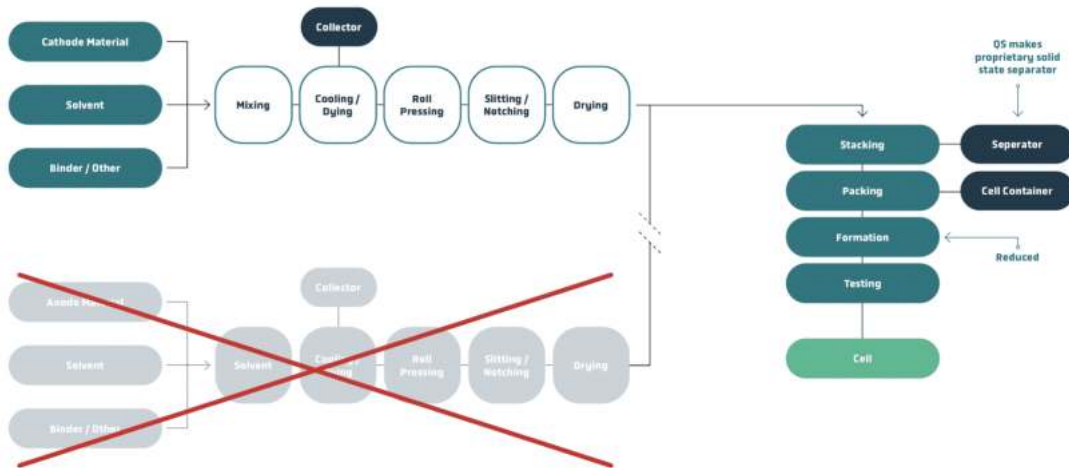 Cathode Material
Solvent
Binder / Other
Collector
Mixing
Cooling /
Dying
Roll
Pressing
Slitting /
Notching
Drying
QS makes
proprietary solid
state separator
Stacking
Seperator
Packing
Cell Container
Formation
Reduced
Testing
Cell
Anode Material
Solvent
Binder / Other
Collector
Solvent
Cooling /
Roll
Pressing
Slitting /
Notching
Drying